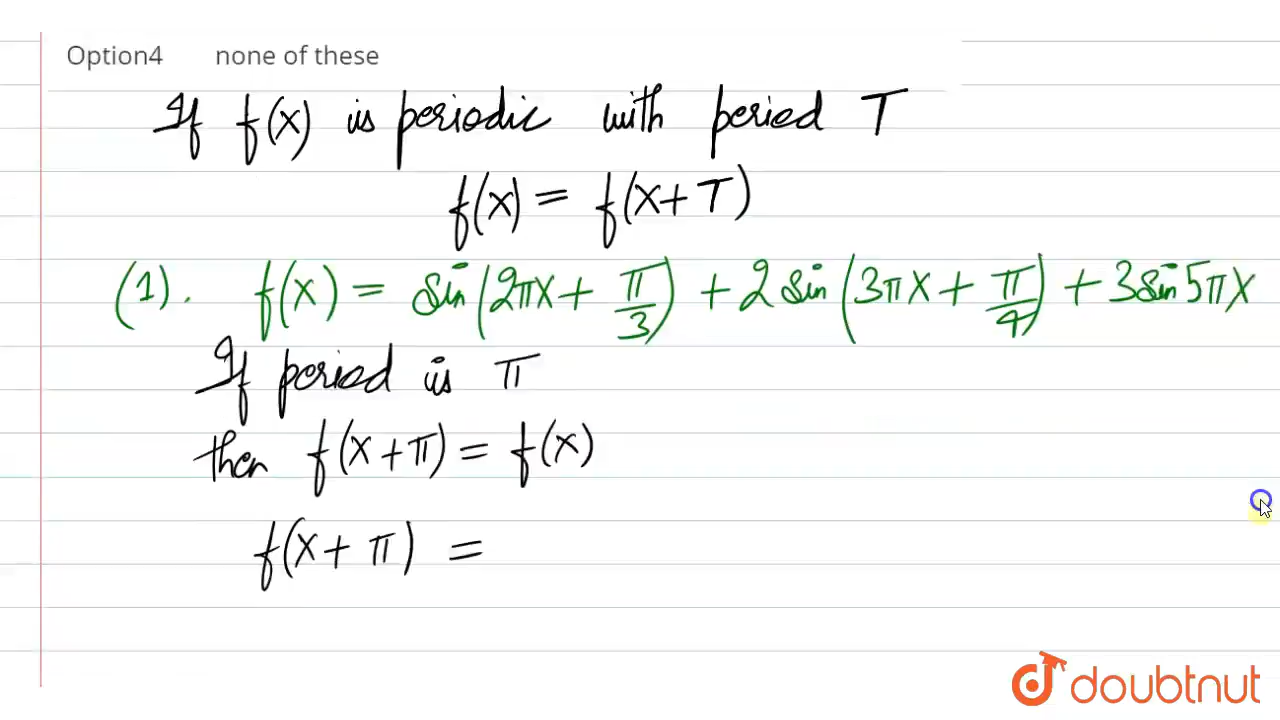 Option4 none of these
If f(x) is periodic with period T
f(x) = f(x+T)
(1). f(x) = sin(2πx + π/3) + 2 sin(3πx + π/4) + 3 sin 5πx
If period is π
then f(x+π) = f(x)
f(x+π) =
doubtnut